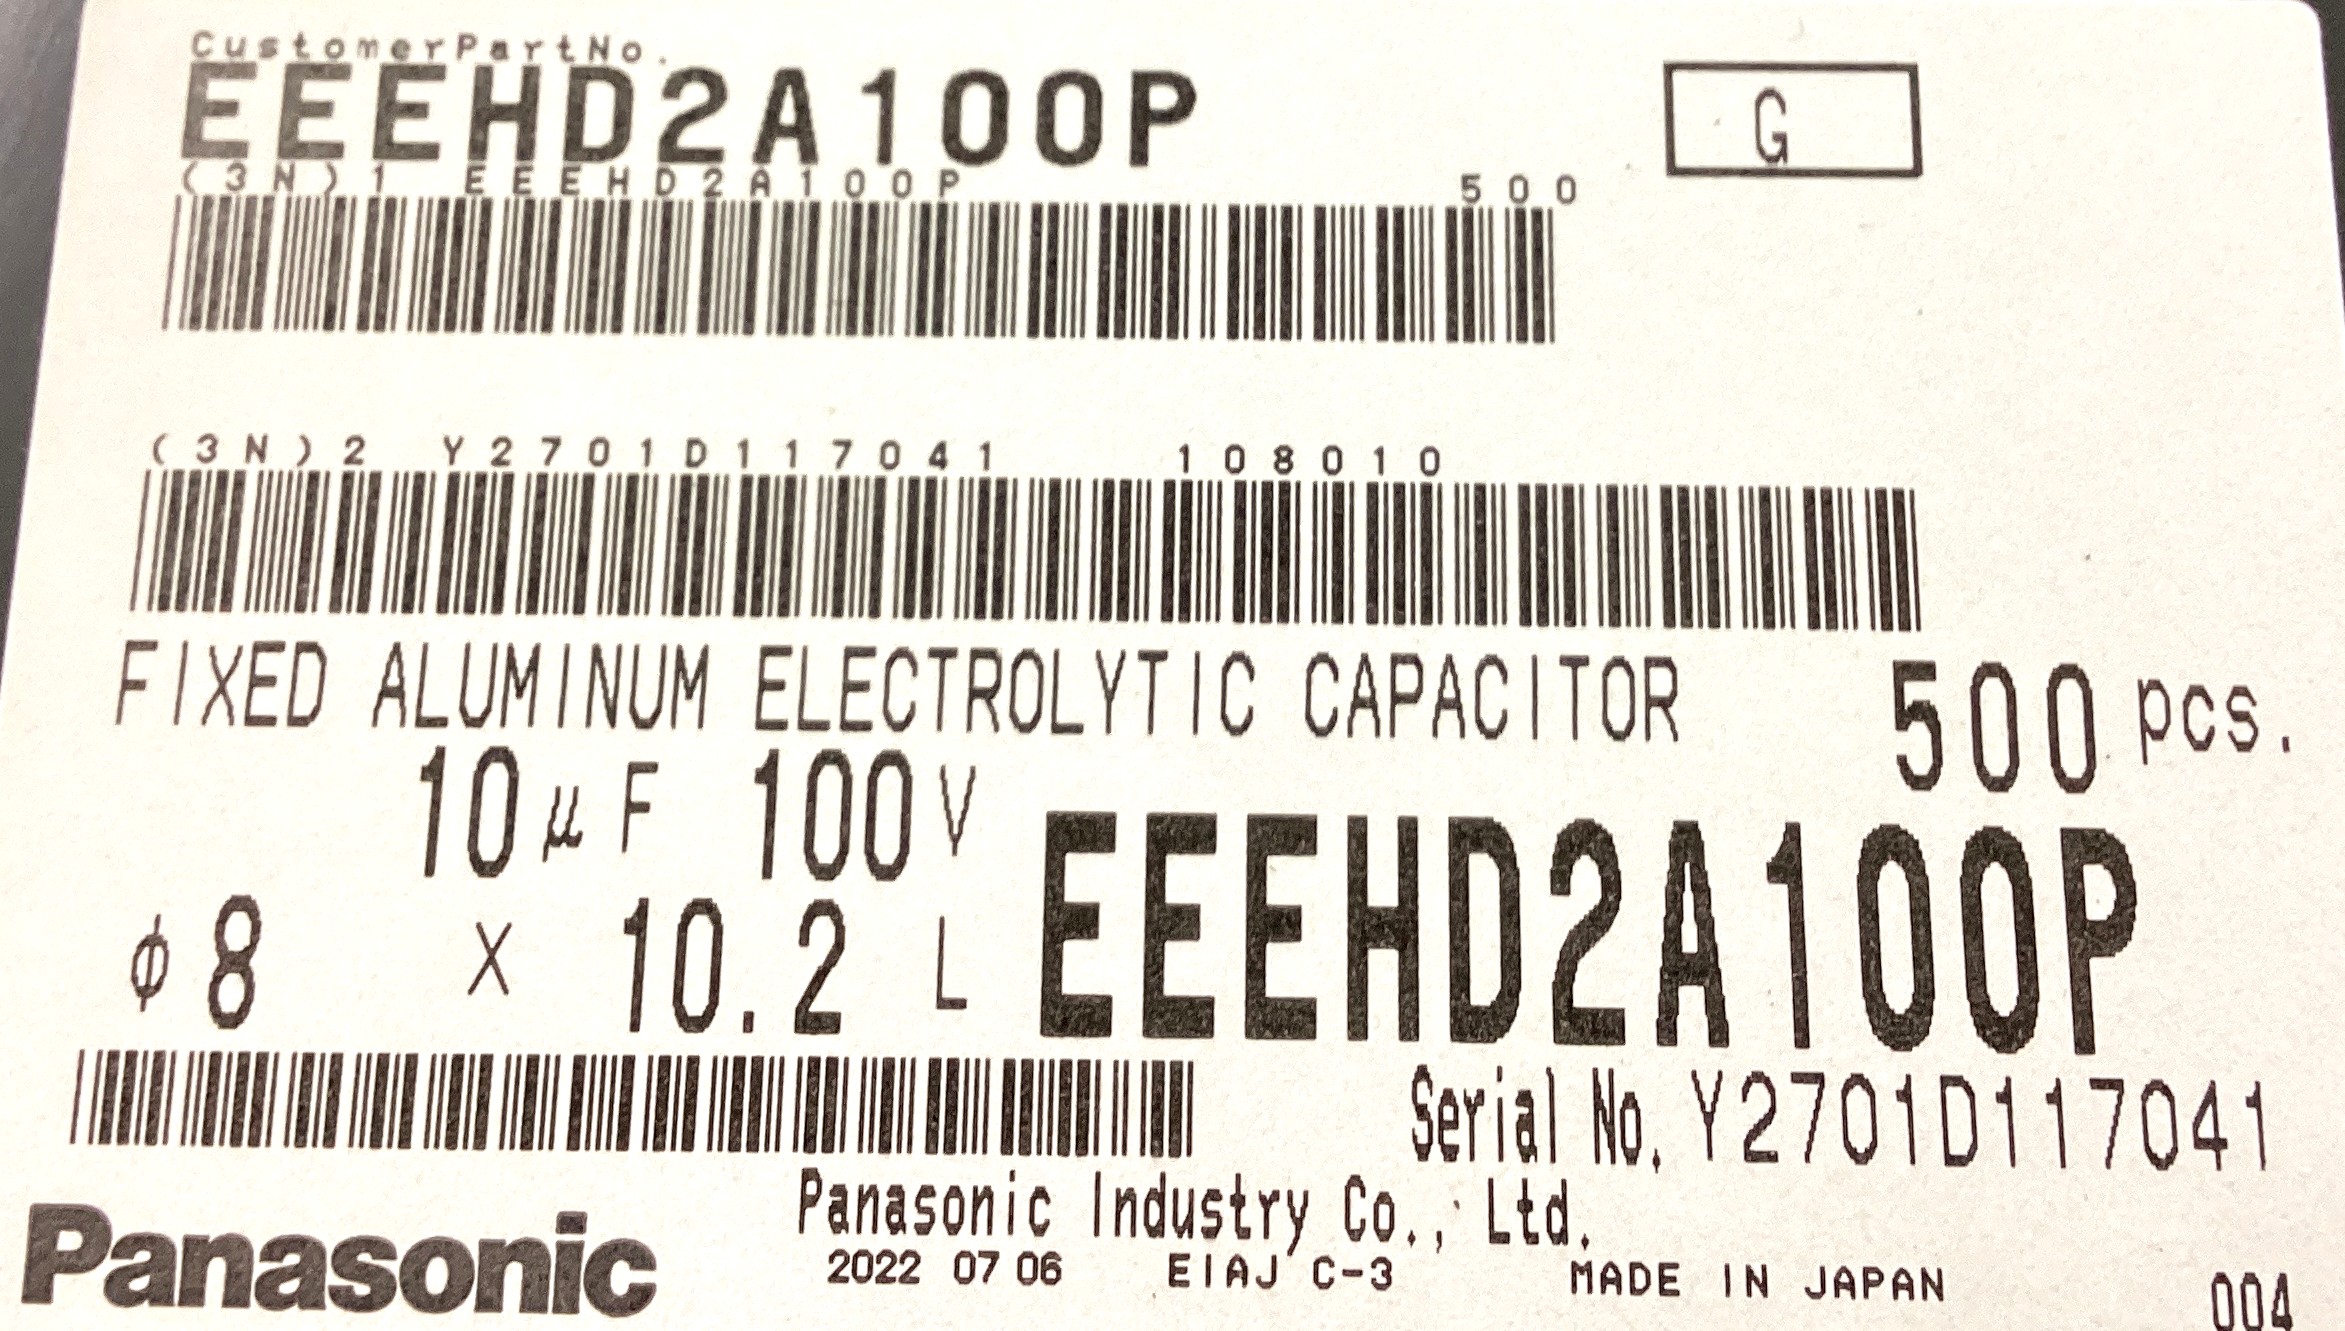 CustomerPartNo.
EEEHD2A100P
G
(3N)1 EEEHD2A100P 500
(3N)2 Y2701D117041 108010
FIXED ALUMINUM ELECTROLYTIC CAPACITOR 500 pcs.
10 μF 100V
φ8 X 10.2 L EEEHD2A100P
Serial No. Y2701D117041
Panasonic Industry Co., Ltd.
Panasonic
2022 07 06 EIAJ C-3 MADE IN JAPAN 004